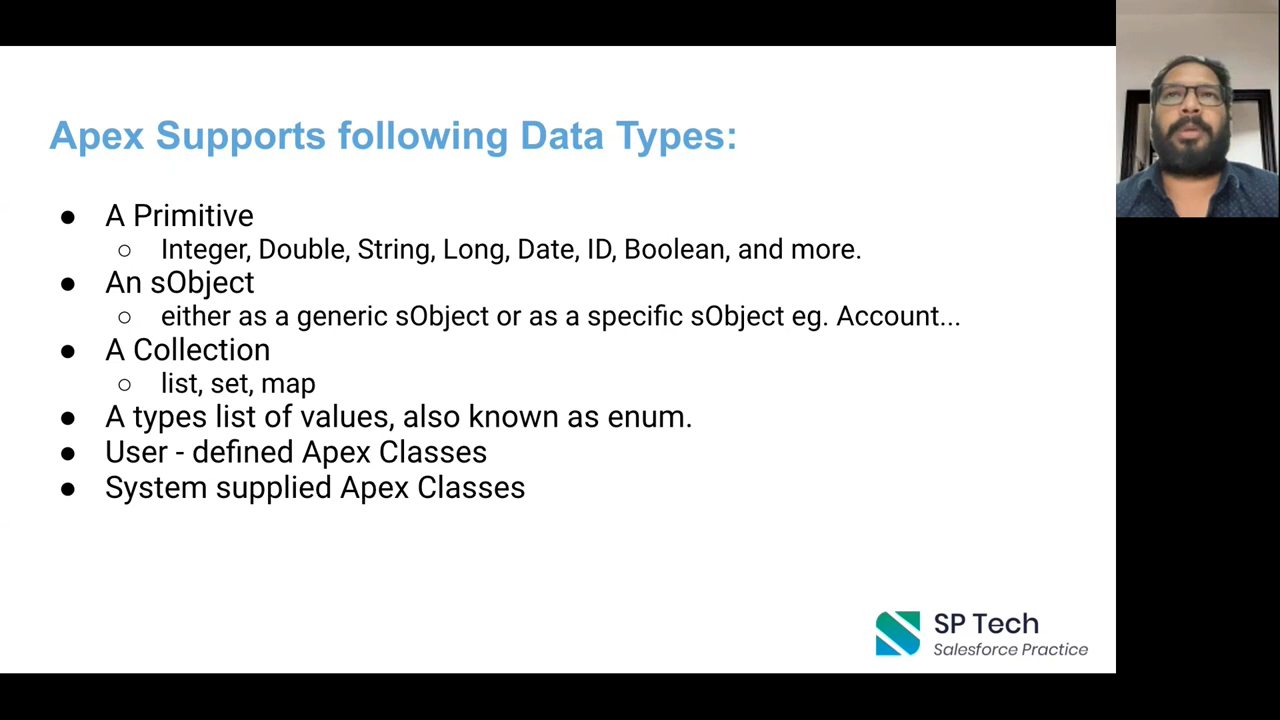 Apex Supports following Data Types:
● A Primitive
○ Integer, Double, String, Long, Date, ID, Boolean, and more.
● An sObject
○ either as a generic sObject or as a specific sObject eg. Account...
● A Collection
○ list, set, map
● A types list of values, also known as enum.
● User - defined Apex Classes
● System supplied Apex Classes
SP Tech
Salesforce Practice